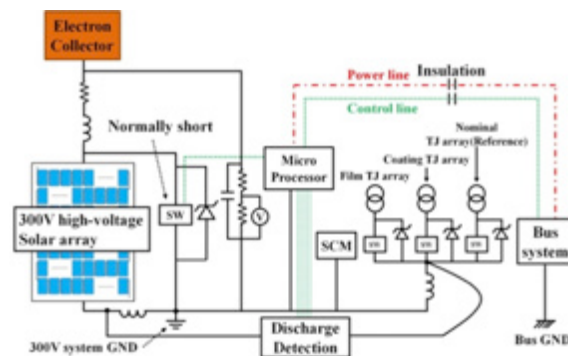 Electron
Collector
Power line
Insulation
Control line
Normally short
Nominal
TJ array(Reference)
Coating TJ array
Film TJ array
Micro
Processor
300V high-voltage
Solar array
SW
V
SCM
SW
SW
SW
Bus
system
300V system GND
Discharge
Detection
Bus GND